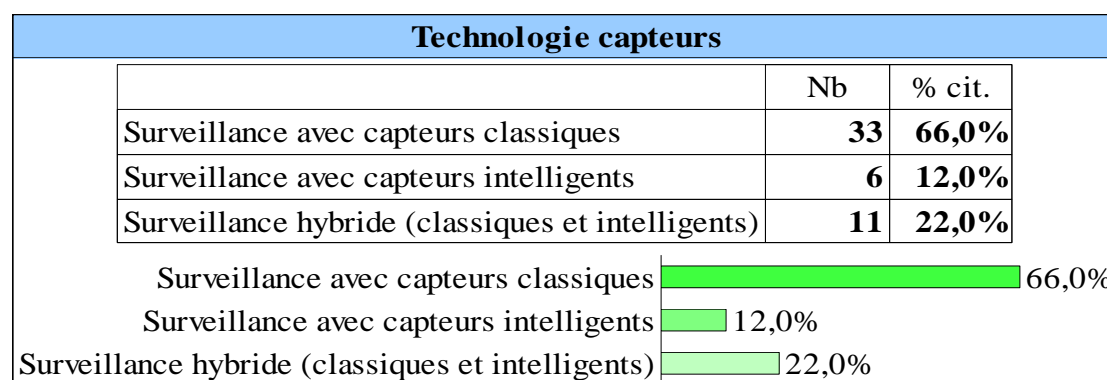 Technologie capteurs
Nb % cit.
Surveillance avec capteurs classiques 33 66,0%
Surveillance avec capteurs intelligents 6 12,0%
Surveillance hybride (classiques et intelligents) 11 22,0%
Surveillance avec capteurs classiques 66,0%
Surveillance avec capteurs intelligents 12,0%
Surveillance hybride (classiques et intelligents) 22,0%